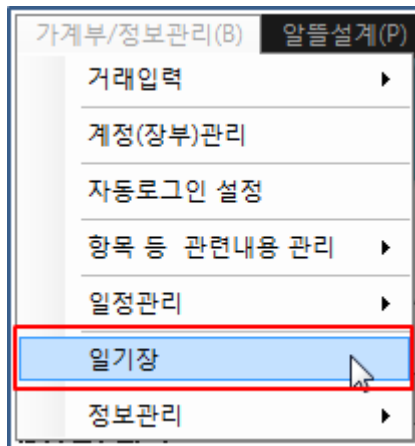 가계부/정보관리(B) 알뜰설계(P)
거래입력
계정(장부)관리
자동로그인 설정
항목 등 관련내용 관리
일정관리
일기장
정보관리